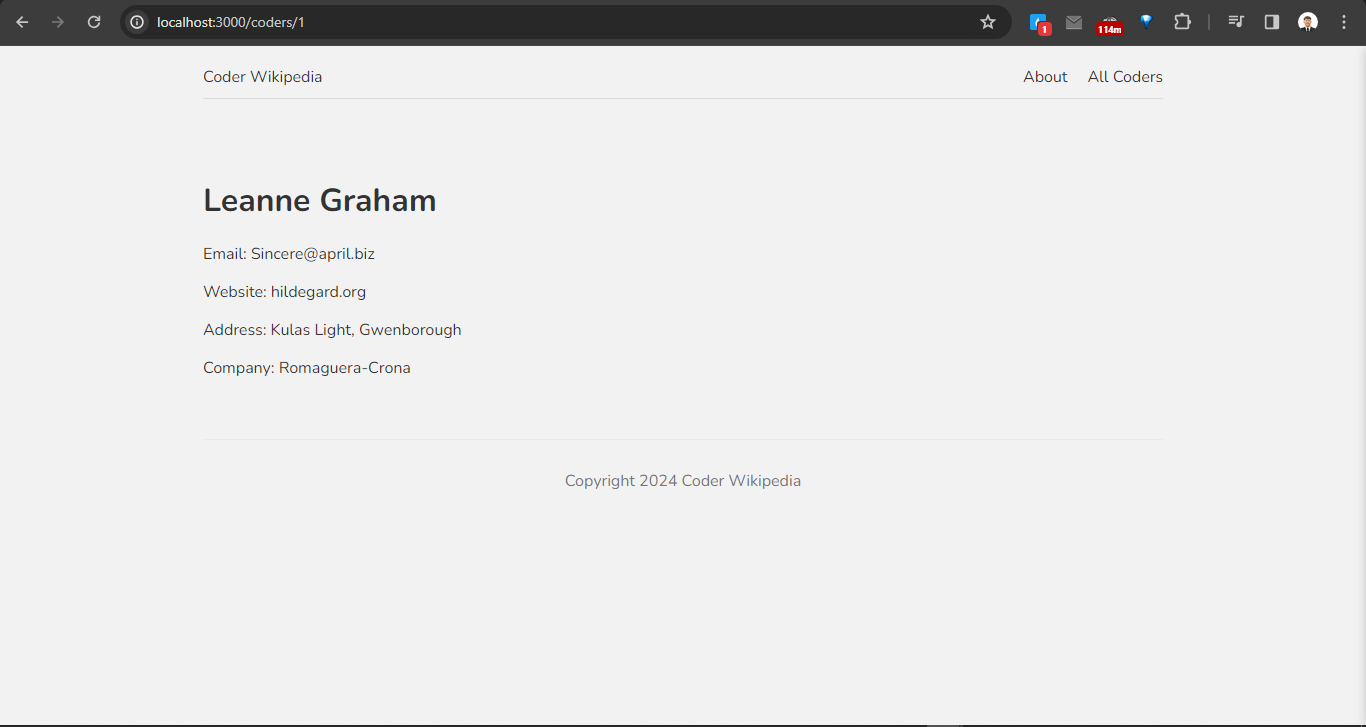 localhost:3000/coders/1
1
114m
Coder Wikipedia
About
All Coders
Leanne Graham
Email: Sincere@april.biz
Website: hildegard.org
Address: Kulas Light, Gwenborough
Company: Romaguera-Crona
Copyright 2024 Coder Wikipedia